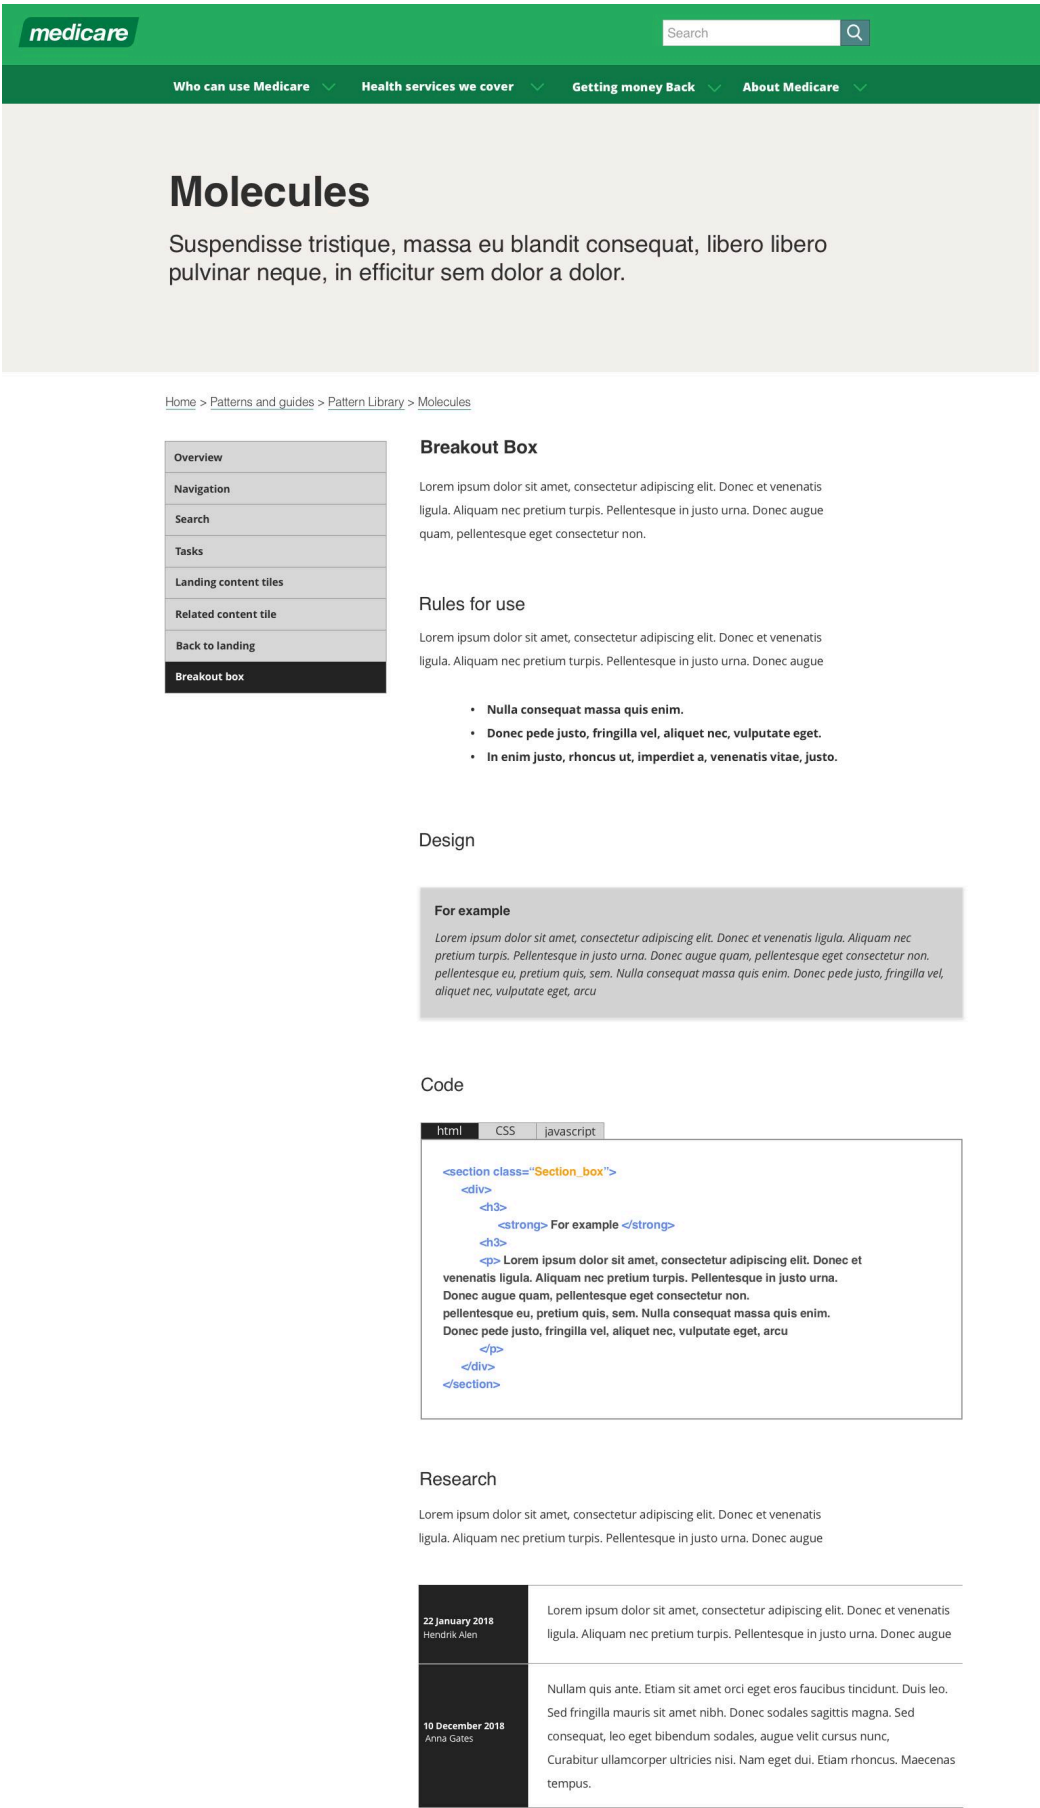 medicare
Search
Who can use Medicare
Health services we cover
Getting money Back
About Medicare
Molecules
Suspendisse tristique, massa eu blandit consequat, libero libero
pulvinar neque, in efficitur sem dolor a dolor.
Home > Patterns and guides > Pattern Library > Molecules
Overview
Navigation
Search
Tasks
Landing content tiles
Related content tile
Back to landing
Breakout box
Breakout Box
Lorem ipsum dolor sit amet, consectetur adipiscing elit. Donec et venenatis
ligula. Aliquam nec pretium turpis. Pellentesque in justo urna. Donec augue
quam, pellentesque eget consectetur non.
Rules for use
Lorem ipsum dolor sit amet, consectetur adipiscing elit. Donec et venenatis
ligula. Aliquam nec pretium turpis. Pellentesque in justo urna. Donec augue
• Nulla consequat massa quis enim.
• Donec pede justo, fringilla vel, aliquet nec, vulputate eget.
• In enim justo, rhoncus ut, imperdiet a, venenatis vitae, justo.
Design
For example
Lorem ipsum dolor sit amet, consectetur adipiscing elit. Donec et venenatis ligula. Aliquam nec
pretium turpis. Pellentesque in justo urna. Donec augue quam, pellentesque eget consectetur non.
pellentesque eu, pretium quis, sem. Nulla consequat massa quis enim. Donec pede justo, fringilla vel,
aliquet nec, vulputate eget, arcu
Code
html
CSS
javascript
<section class=“Section_box”>
<div>
<h3>
<strong> For example </strong>
<h3>
<p> Lorem ipsum dolor sit amet, consectetur adipiscing elit. Donec et
venenatis ligula. Aliquam nec pretium turpis. Pellentesque in justo urna.
Donec augue quam, pellentesque eget consectetur non.
pellentesque eu, pretium quis, sem. Nulla consequat massa quis enim.
Donec pede justo, fringilla vel, aliquet nec, vulputate eget, arcu
</p>
</div>
</section>
Research
Lorem ipsum dolor sit amet, consectetur adipiscing elit. Donec et venenatis
ligula. Aliquam nec pretium turpis. Pellentesque in justo urna. Donec augue
22 January 2018
Hendrik Alen
Lorem ipsum dolor sit amet, consectetur adipiscing elit. Donec et venenatis
ligula. Aliquam nec pretium turpis. Pellentesque in justo urna. Donec augue
10 December 2018
Anna Gates
Nullam quis ante. Etiam sit amet orci eget eros faucibus tincidunt. Duis leo.
Sed fringilla mauris sit amet nibh. Donec sodales sagittis magna. Sed
consequat, leo eget bibendum sodales, augue velit cursus nunc,
Curabitur ullamcorper ultricies nisi. Nam eget dui. Etiam rhoncus. Maecenas
tempus.